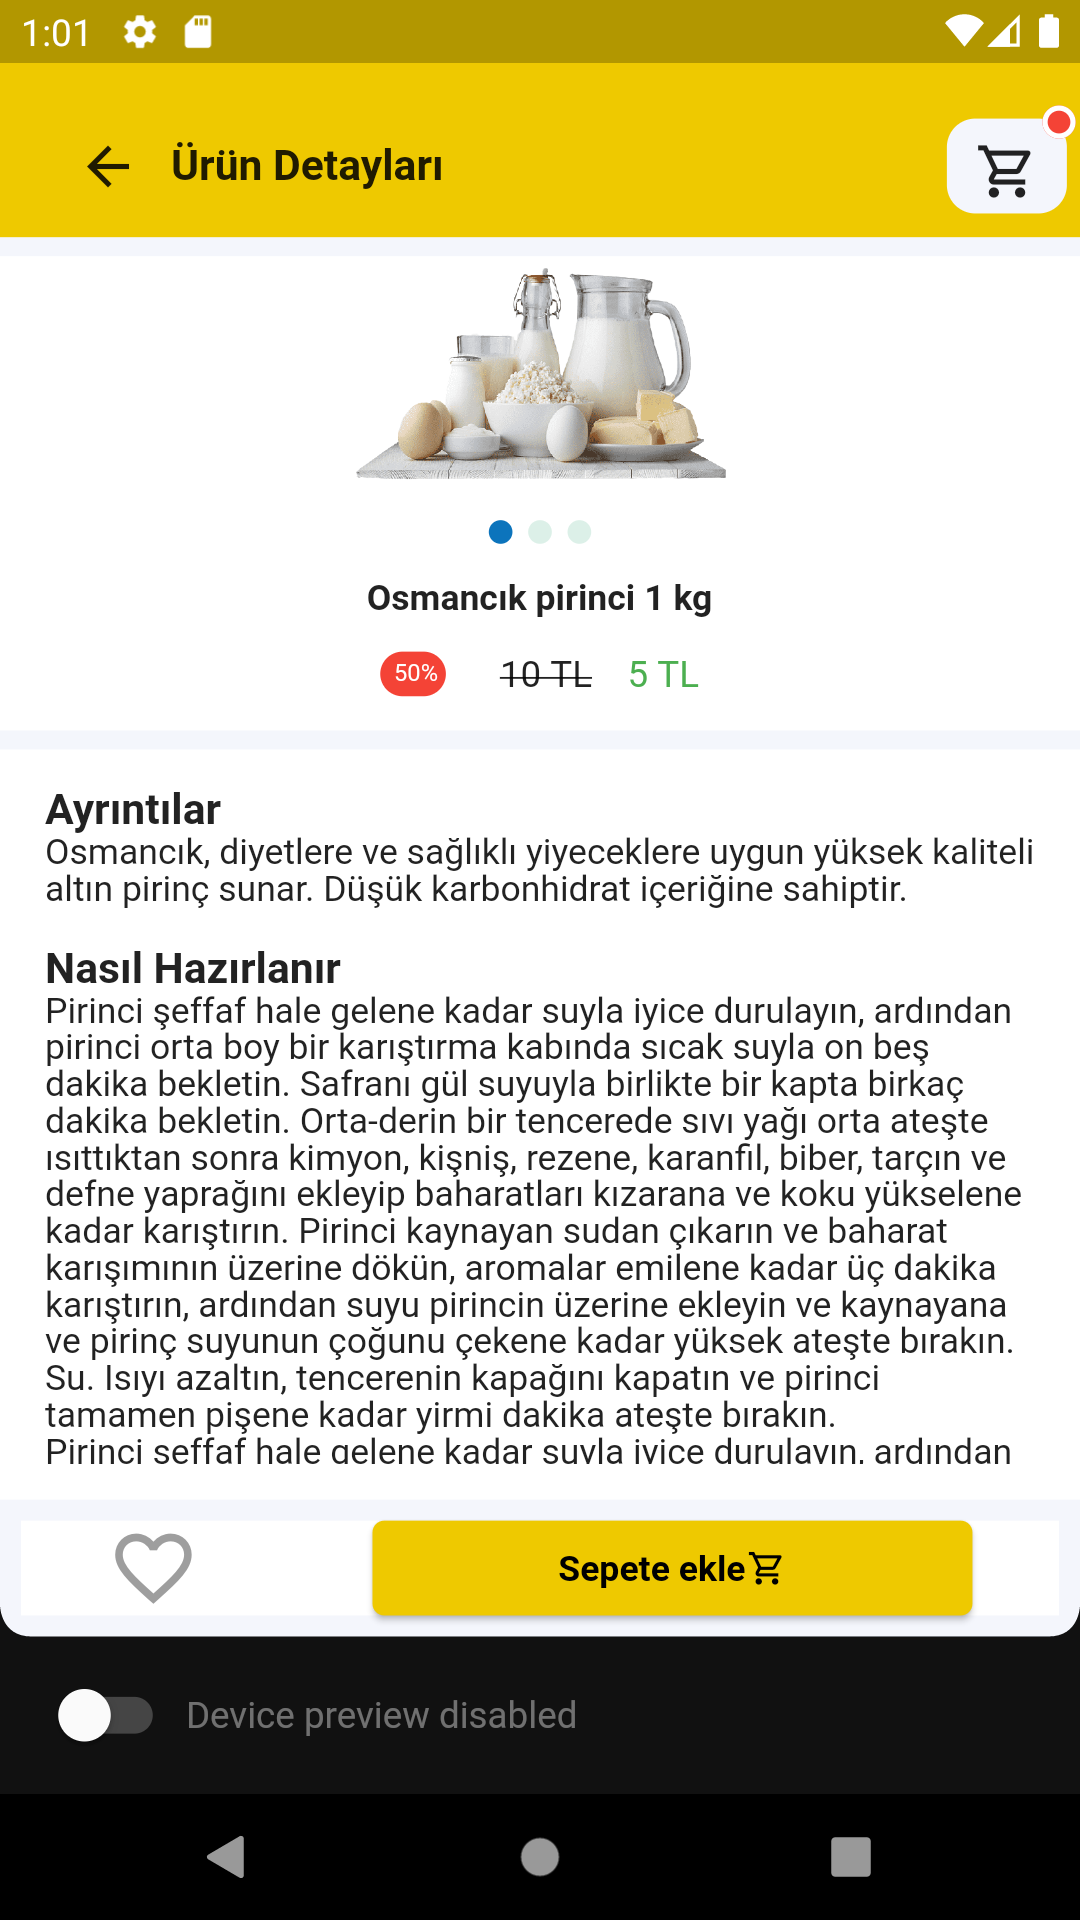 1:01
Ürün Detayları
Osmancık pirinci 1 kg
50% 10 TL 5 TL
Ayrıntılar
Osmancık, diyetlere ve sağlıklı yiyeceklere uygun yüksek kaliteli
altın pirinç sunar. Düşük karbonhidrat içeriğine sahiptir.
Nasıl Hazırlanır
Pirinci şeffaf hale gelene kadar suyla iyice durulayın, ardından
pirinci orta boy bir karıştırma kabında sıcak suyla on beş
dakika bekletin. Safranı gül suyuyla birlikte bir kapta birkaç
dakika bekletin. Orta-derin bir tencerede sıvı yağı orta ateşte
ısıttıktan sonra kimyon, kişniş, rezene, karanfil, biber, tarçın ve
defne yaprağını ekleyip baharatları kızarana ve koku yükselene
kadar karıştırın. Pirinci kaynayan sudan çıkarın ve baharat
karışımının üzerine dökün, aromalar emilene kadar üç dakika
karıştırın, ardından suyu pirincin üzerine ekleyin ve kaynayana
ve pirinç suyunun çoğunu çekene kadar yüksek ateşte bırakın.
Su. Isıyı azaltın, tencerenin kapağını kapatın ve pirinci
tamamen pişene kadar yirmi dakika ateşte bırakın.
Pirinci şeffaf hale gelene kadar suyla iyice durulayın, ardından
Sepete ekle
Device preview disabled